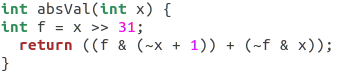 int absVal(int x) {
int f = x >> 31;
  return ((f & (~x + 1)) + (~f & x));
}